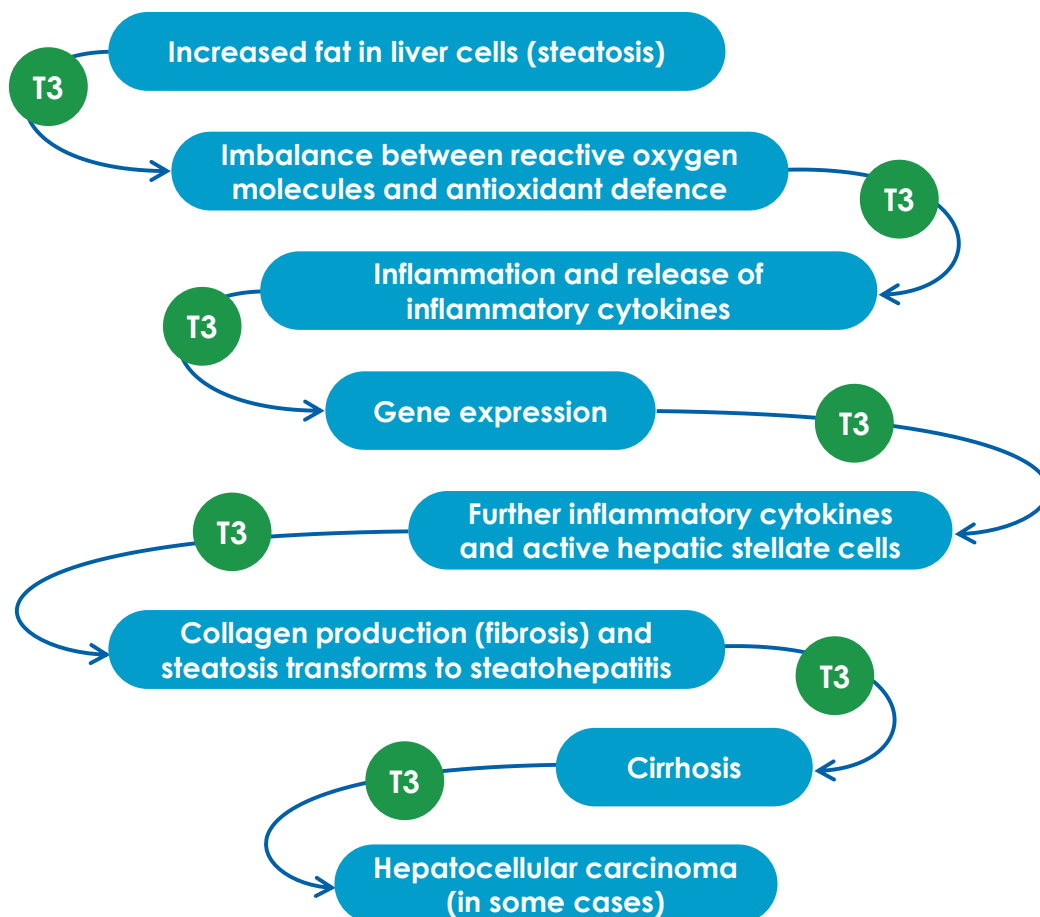 Increased fat in liver cells (steatosis)
T3
Imbalance between reactive oxygen
molecules and antioxidant defence
T3
Inflammation and release of
inflammatory cytokines
T3
Gene expression
T3
Further inflammatory cytokines
and active hepatic stellate cells
T3
Collagen production (fibrosis) and
steatosis transforms to steatohepatitis
T3
Cirrhosis
T3
Hepatocellular carcinoma
(in some cases)